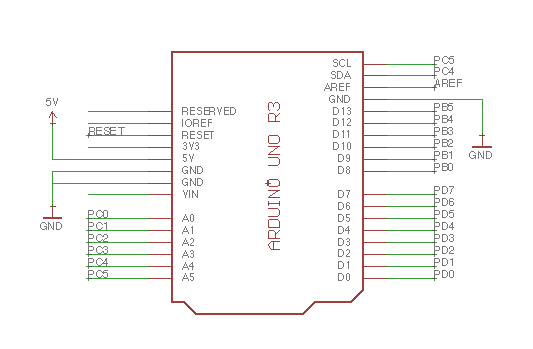 PC5
SCL
PC4
SDA
AREF
AREF
GND
5V
RESERVED
D13
PB5
IOREF
D12
PB4
RESET
RESET
D11
PB3
3V3
D10
PB2
5V
D9
PB1
GND
GND
D8
PB0
GND
VIN
D7
PD7
D6
PD6
PC0
A0
D5
PD5
GND
PC1
A1
D4
PD4
PC2
A2
D3
PD3
PC3
A3
D2
PD2
PC4
A4
D1
PD1
PC5
A5
D0
PD0
ARDUINO UNO R3